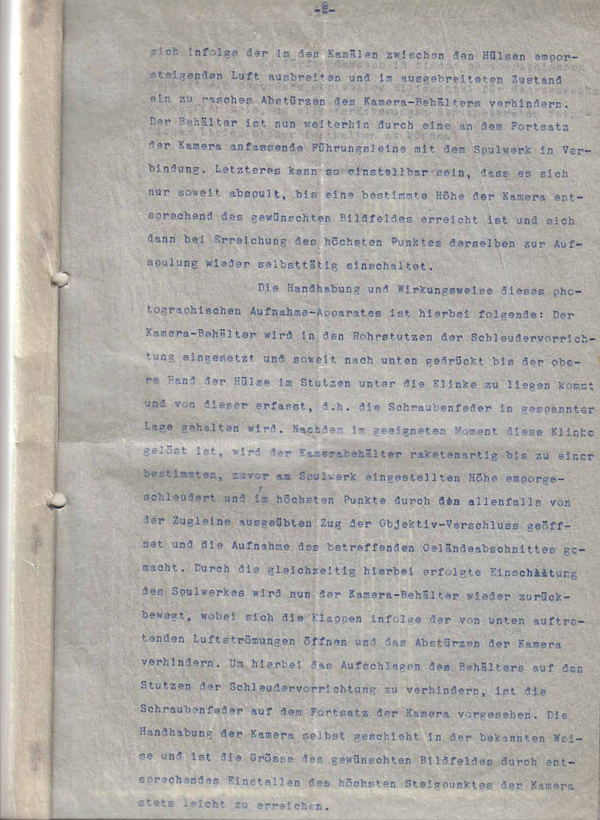 -2-
sich infolge der in den Kanälen zwischen den Hülsen empor-
steigenden Luft ausbreiten und im ausgebreiteten Zustand
ein zu rasches Abstürzen des Kamera-Behälters verhindern.
Der Behälter ist nun weiterhin durch eine an dem Fortsatz
der Kamera anfassende Führungsleine mit dem Spulwerk in Ver-
bindung. Letzteres kann so einstellbar sein, dass es sich
nur soweit abspult, bis eine bestimmte Höhe der Kamera ent-
sprechend des gewünschten Bildfeldes erreicht ist und sich
dann bei Erreichung des höchsten Punktes derselben zur Auf-
spulung wieder selbsttätig einschaltet.
Die Handhabung und Wirkungsweise dieses pho-
tographischen Aufnahme-Apparates ist hierbei folgende: Der
Kamera-Behälter wird in den Rohrstutzen der Schleudervorrich-
tung eingesetzt und soweit nach unten gedrückt bis der obe-
re Rand der Hülse im Stutzen unter die Klinke zu liegen kommt
und von dieser erfasst, d.h. die Schraubenfeder in gespannter
Lage gehalten wird. Nachdem im geeigneten Moment diese Klinke
gelöst ist, wird der Kamerabehälter raketenartig bis zu einer
bestimmten, zuvor am Spulwerk eingestellten Höhe emporge-
schleudert und im höchsten Punkte durch den allenfalls von
der Zugleine ausgeübten Zug der Objektiv-Verschluss geöff-
net und die Aufnahme des betreffenden Geländeabschnittes ge-
macht. Durch die gleichzeitig hierbei erfolgte Einschaltung
des Spulwerkes wird nun der Kamera-Behälter wieder zurück-
bewegt, wobei sich die Klappen infolge der von unten auftre-
tenden Luftströmungen öffnen und das Abstürzen der Kamera
verhindern. Um hierbei das Aufschlagen des Behälters auf den
Stutzen der Schleudervorrichtung zu verhindern, ist die
Schraubenfeder auf dem Fortsatz der Kamera vorgesehen. Die
Handhabung der Kamera selbst geschieht in der bekannten Wei-
se und ist die Grösse des gewünschten Bildfeldes durch ent-
sprechendes Einstellen des höchsten Steigpunktes der Kamera
stets leicht zu erreichen.